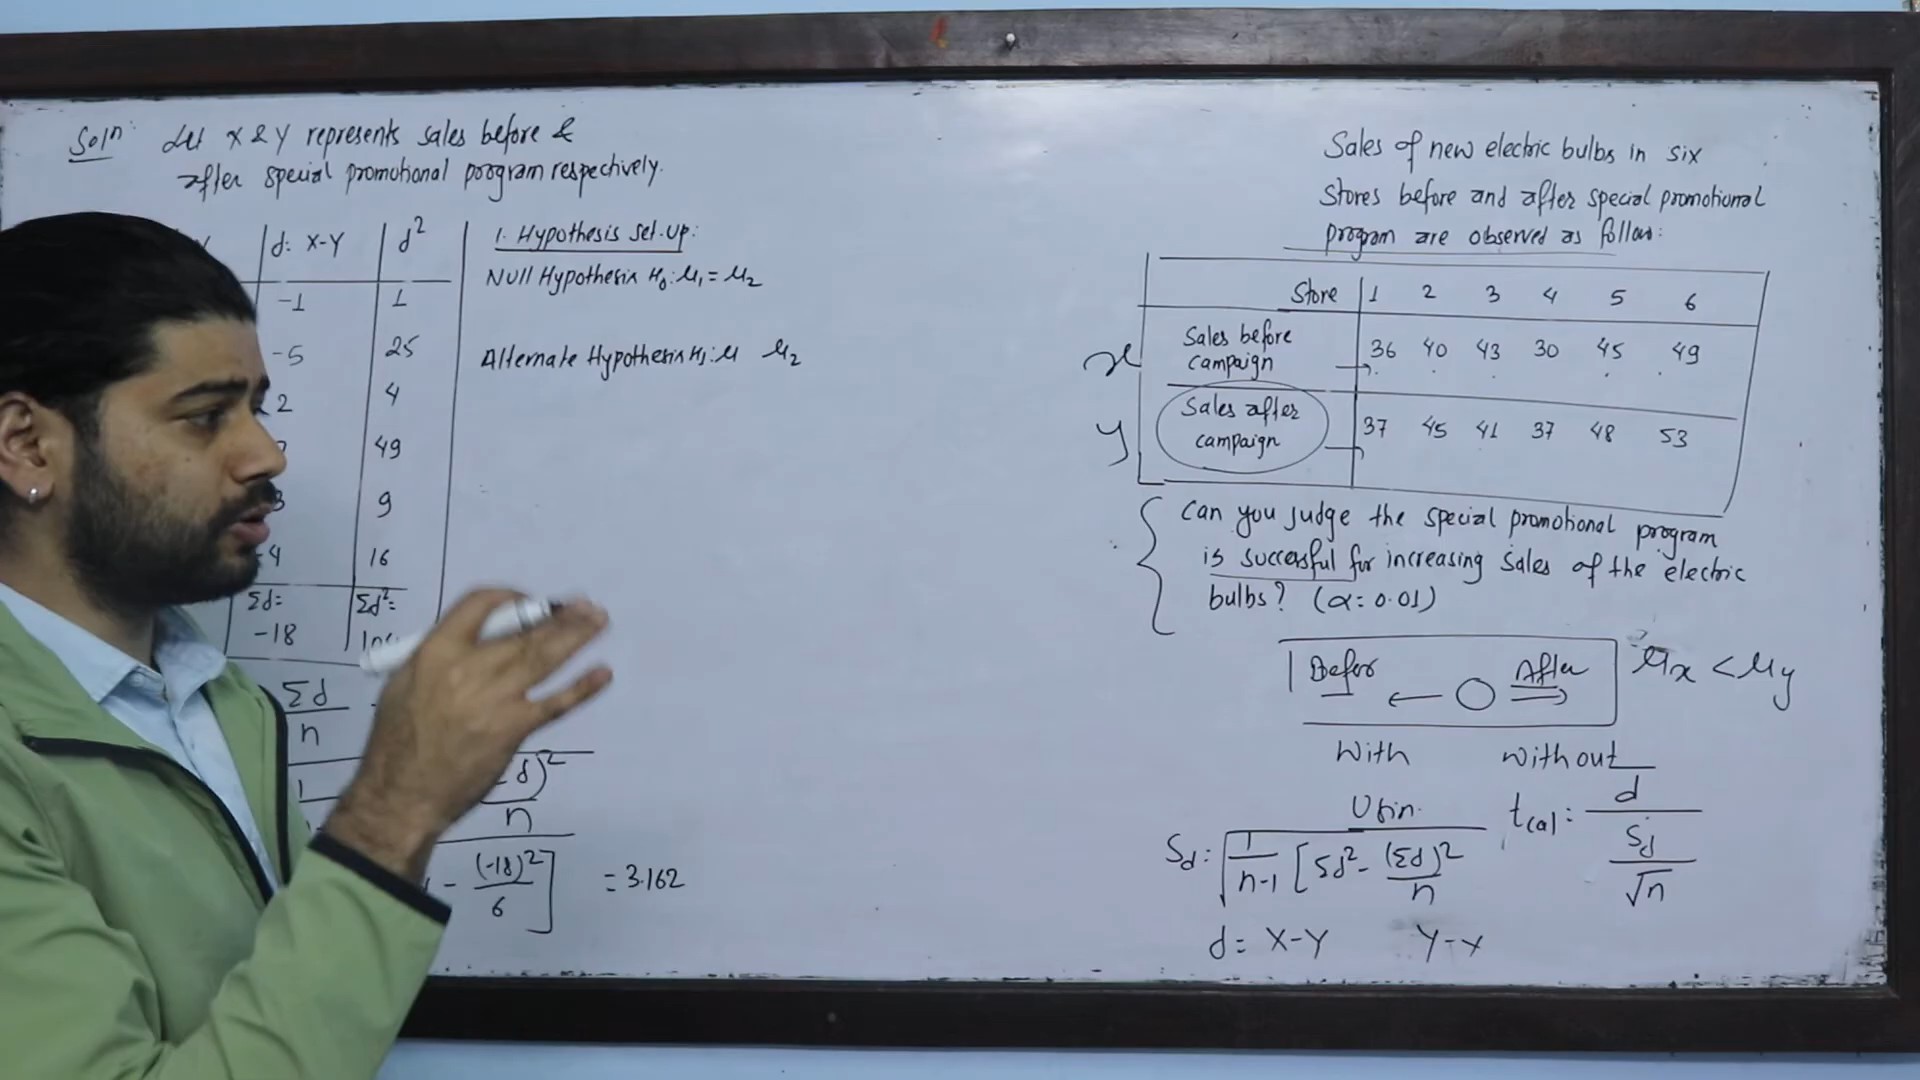 Soln: Let X & Y represents sales before &
after special promotional program respectively.
d: X-Y d²
-1 1
-5 25
2 4
49
3 9
-4 16
Σd= Σd²=
-18
Σd
n
n
(-18)²
6
= 3.162
1. Hypothesis Set-Up:
Null Hypothesis H₀: μ₁ = μ₂
Alternate Hypothesis H₁: μ μ₂
Sales of new electric bulbs in six
Stores before and after special promotional
program are observed as follow:
Store 1 2 3 4 5 6
x Sales before campaign 36 40 43 30 45 49
y Sales after campaign 37 45 41 37 48 53
Can you judge the special promotional program
is successful for increasing sales of the electric
bulbs? (α = 0.01)
Befor After μx < μy
With without
Usin. tcal = d / (Sd / √n)
Sd: √ 1/(n-1) [Σd² - (Σd)²/n
d = X-Y Y-x